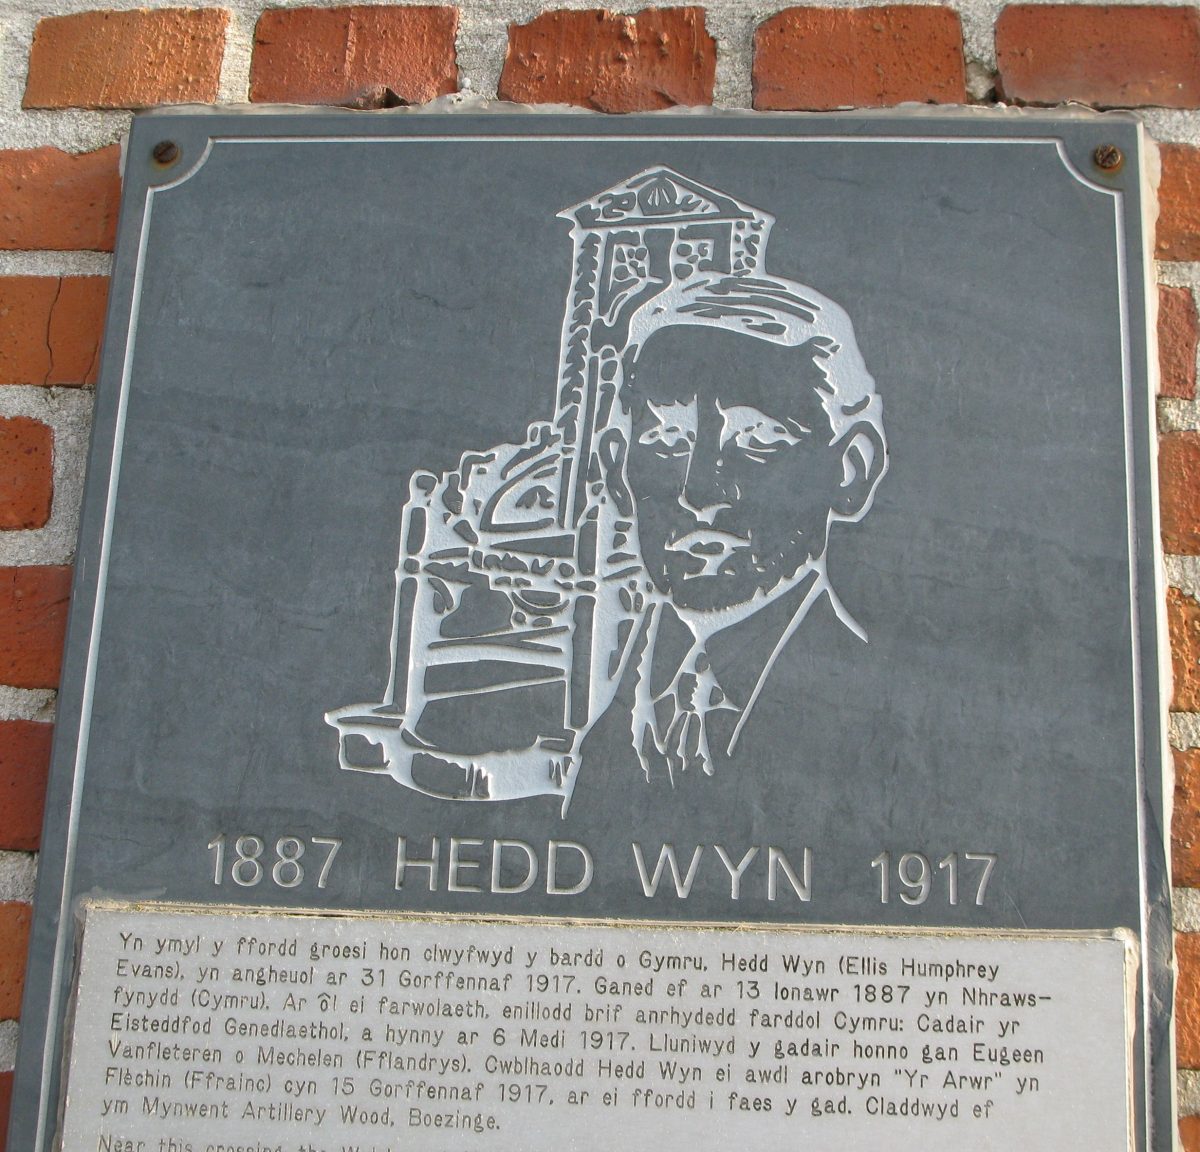 1887 HEDD WYN 1917
Yn ymyl y ffordd groesi hon clwyfwyd y bardd o Gymru, Hedd Wyn (Ellis Humphrey
Evans), yn angheuol ar 31 Gorffennaf 1917. Ganed ef ar 13 Ionawr 1887 yn Nhraws-
fynydd (Cymru). Ar ôl ei farwolaeth, enillodd brif anrhydedd farddol Cymru: Cadair yr
Eisteddfod Genedlaethol, a hynny ar 6 Medi 1917. Lluniwyd y gadair honno gan Eugeen
Vanfleteren o Mechelen (Fflandrys). Cwblhaodd Hedd Wyn ei awdl arobryn "Yr Arwr" yn
Flèchin (Ffrainc) cyn 15 Gorffennaf 1917, ar ei ffordd i faes y gad. Claddwyd ef
ym Mynwent Artillery Wood, Boezinge.
Near this crossing the